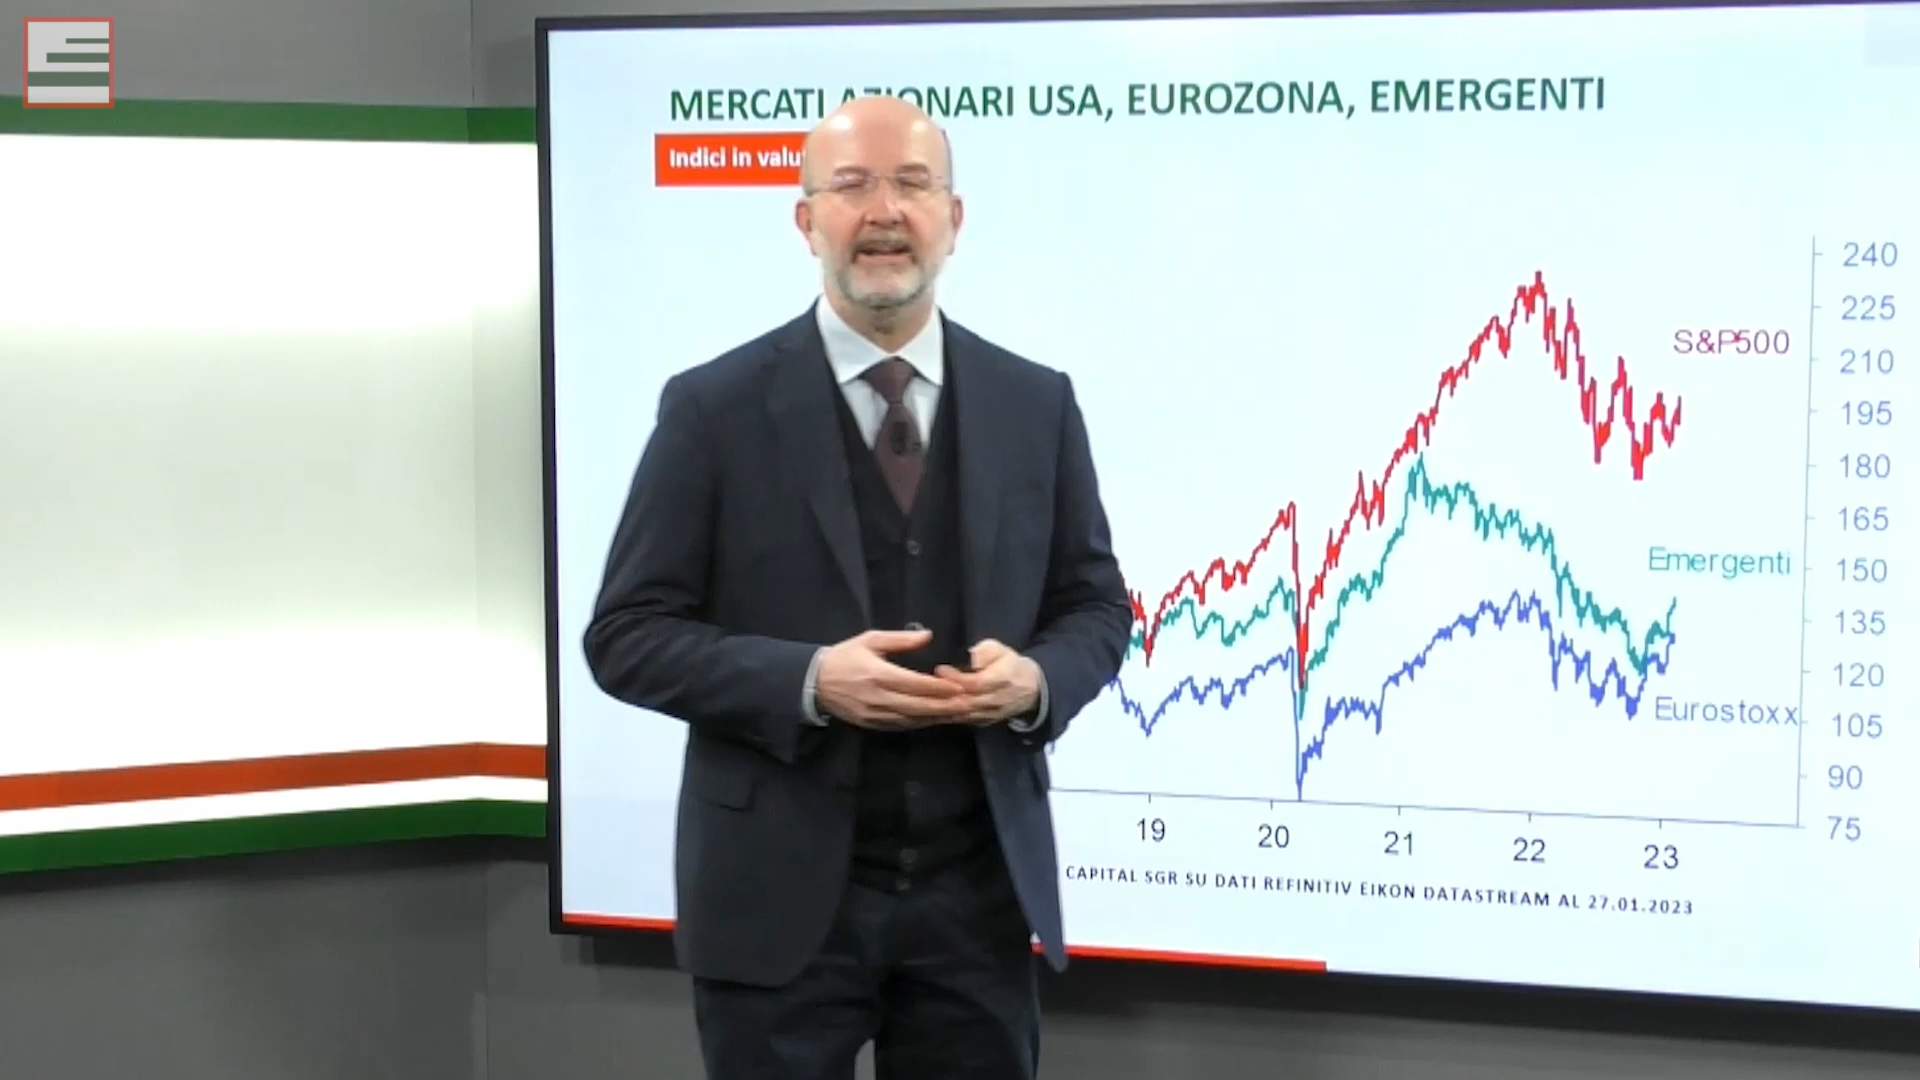 MERCATI AZIONARI USA, EUROZONA, EMERGENTI
Indici in
240
225
S&P500
210
195
180
165
Emergenti
150
135
120
Eurostoxx
105
90
75
19
20
21
22
23
CAPITAL SGR SU DATI REFINITIV EIKON DATASTREAM AL 27.01.2023